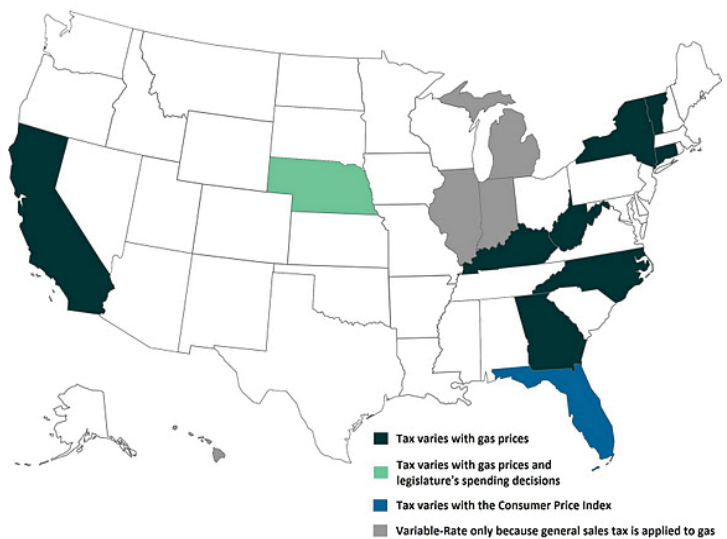 Tax varies with gas prices
Tax varies with gas prices and
legislature's spending decisions
Tax varies with the Consumer Price Index
Variable-Rate only because general sales tax is applied to gas